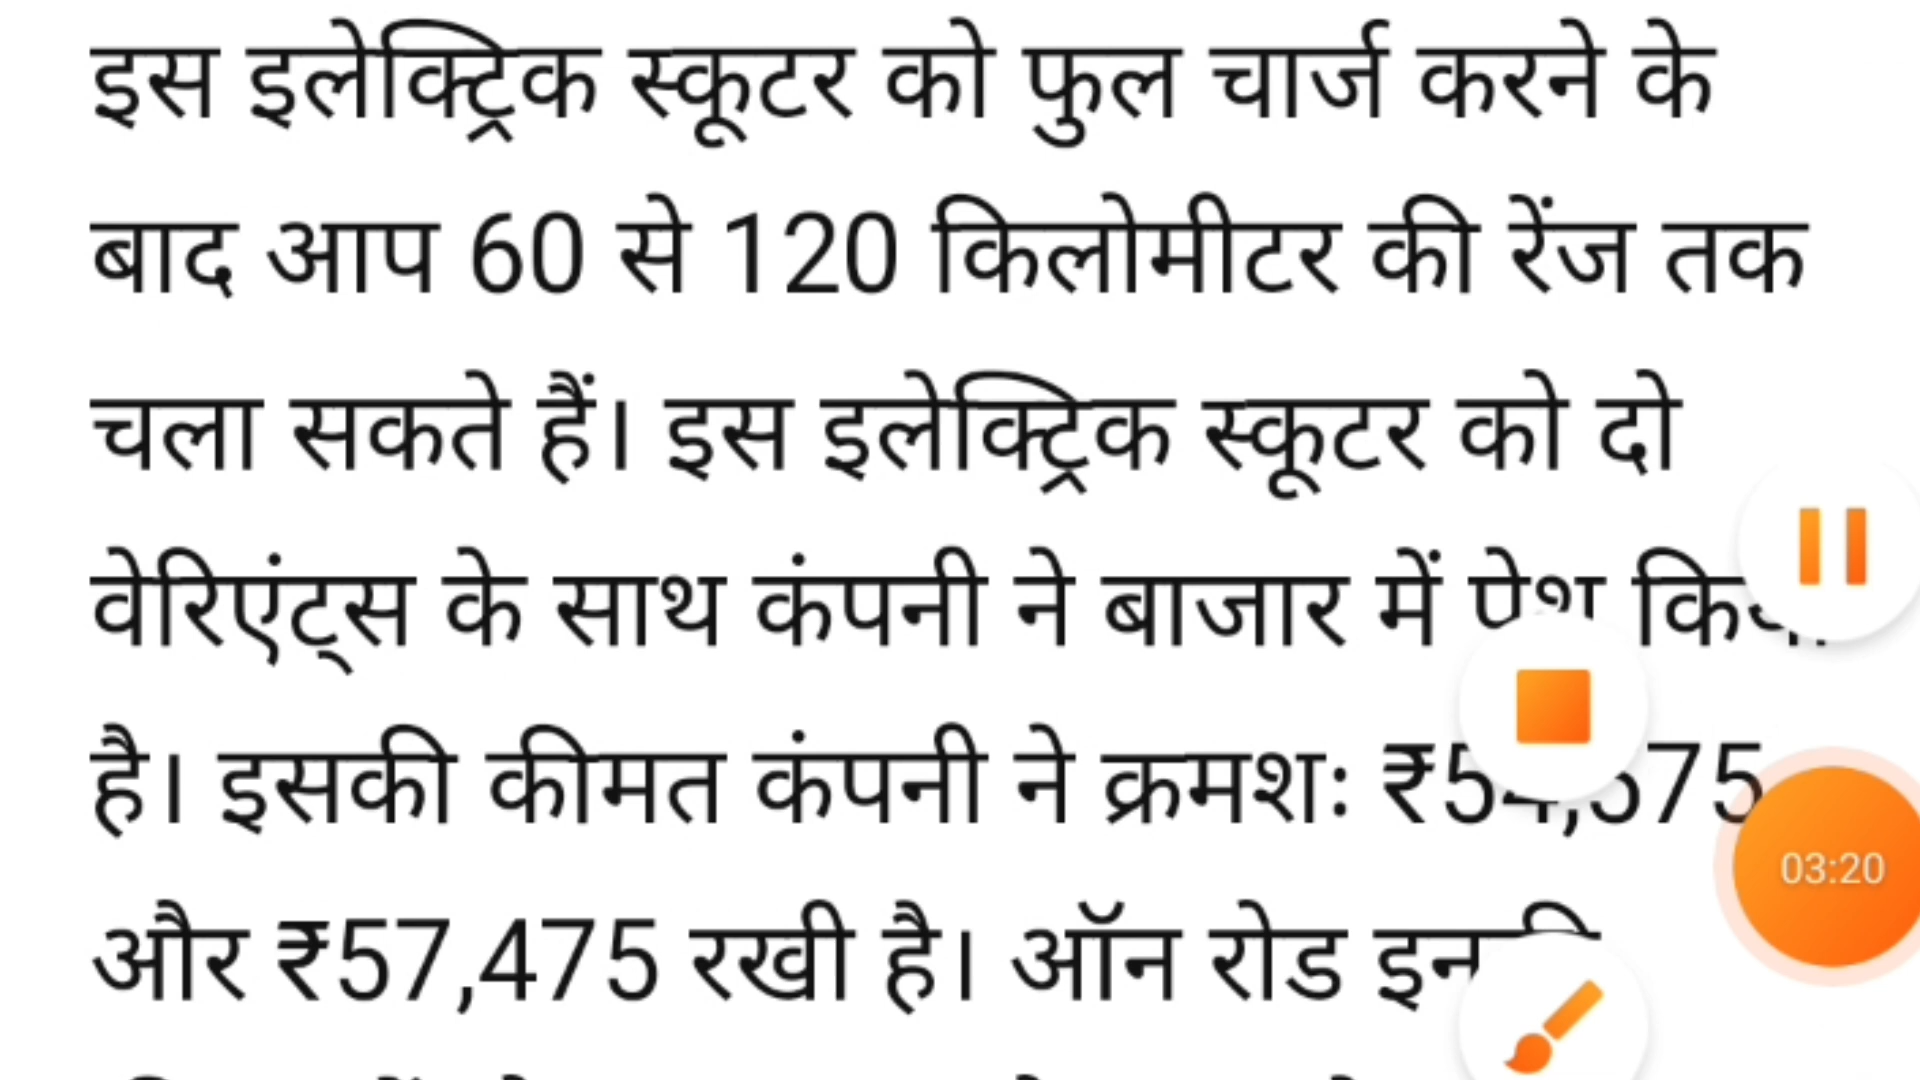 इस इलेक्ट्रिक स्कूटर को फुल चार्ज करने के
बाद आप 60 से 120 किलोमीटर की रेंज तक
चला सकते हैं। इस इलेक्ट्रिक स्कूटर को दो
वेरिएंट्स के साथ कंपनी ने बाजार में पेश किया
है। इसकी कीमत कंपनी ने क्रमशः
03:20
और ₹57,475 रखी है। ऑन रोड